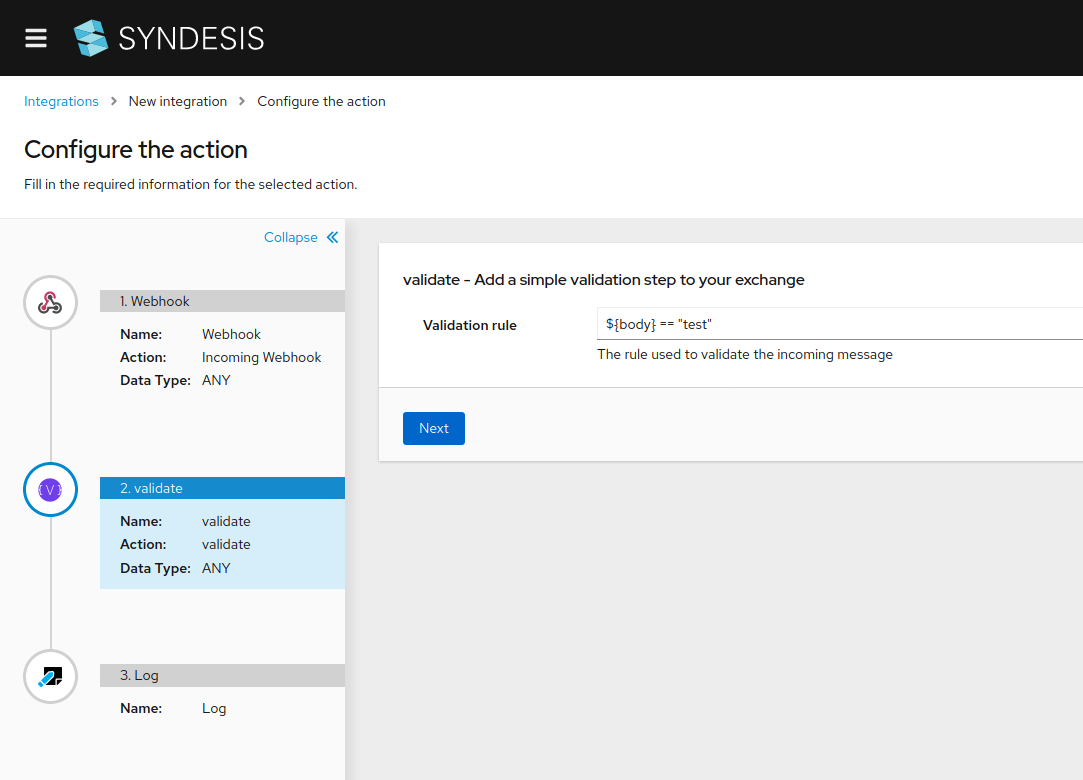 SYNDESIS
Integrations > New integration > Configure the action
Configure the action
Fill in the required information for the selected action.
Collapse
1. Webhook
Name: Webhook
Action: Incoming Webhook
Data Type: ANY
2. validate
Name: validate
Action: validate
Data Type: ANY
3. Log
Name: Log
validate - Add a simple validation step to your exchange
Validation rule ${body} == "test"
The rule used to validate the incoming message
Next
{V}